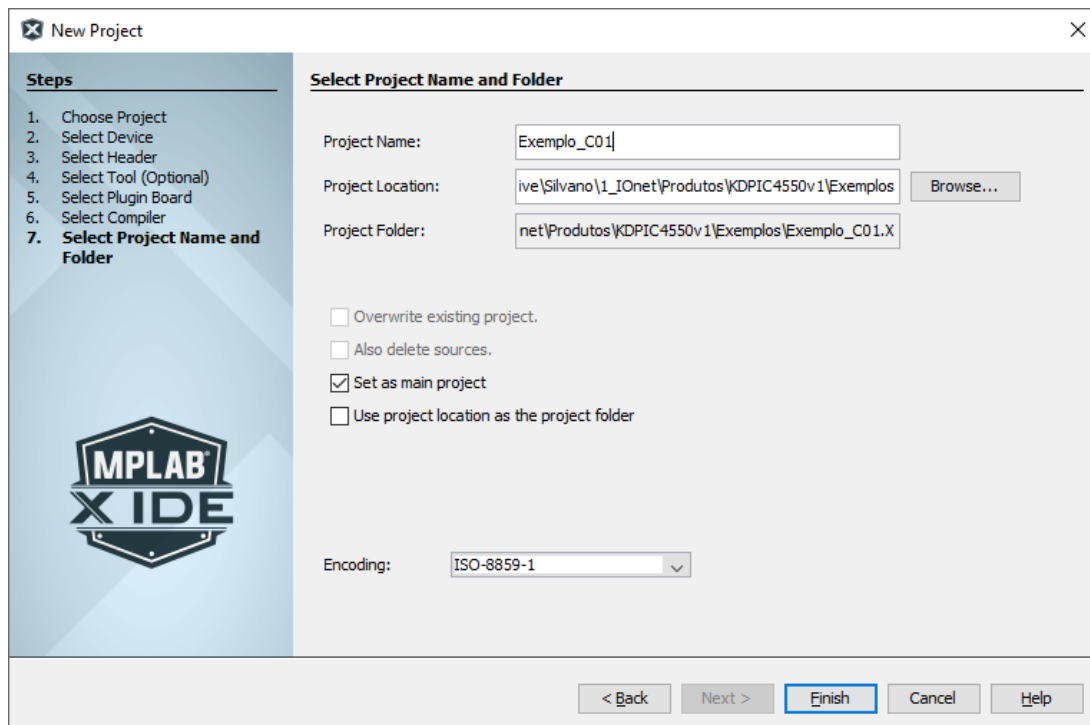 New Project
Steps
1. Choose Project
2. Select Device
3. Select Header
4. Select Tool (Optional)
5. Select Plugin Board
6. Select Compiler
7. Select Project Name and
Folder
MPLAB®
X IDE
Select Project Name and Folder
Project Name: Exemplo_C01
Project Location: ive\Silvano\1_IOnet\Produtos\KDPIC4550v1\Exemplos Browse...
Project Folder: net\Produtos\KDPIC4550v1\Exemplos\Exemplo_C01.X
Overwrite existing project.
Also delete sources.
Set as main project
Use project location as the project folder
Encoding: ISO-8859-1
< Back Next > Finish Cancel Help